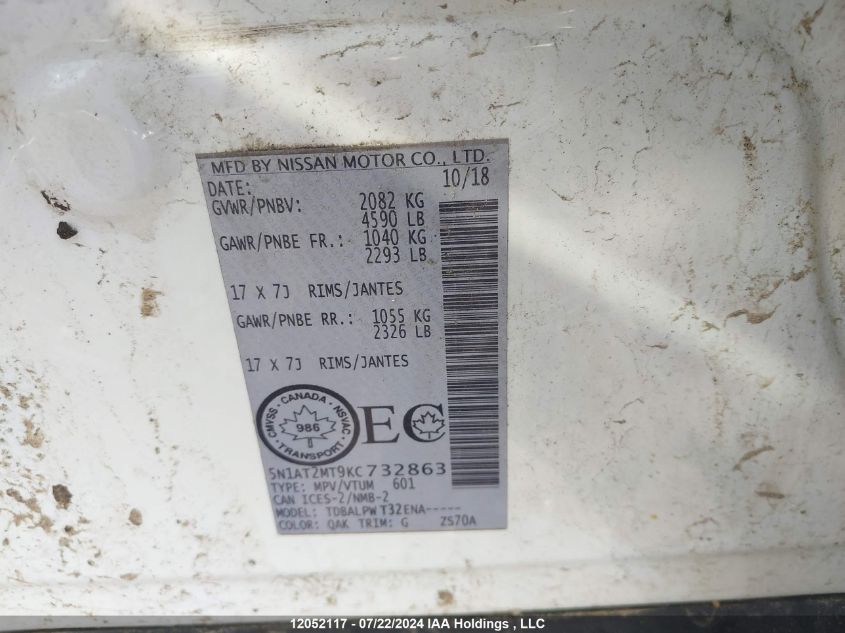 MFD BY NISSAN MOTOR CO., LTD.
DATE: 10/18
GVWR/PNBV: 2082 KG
4590 LB
GAWR/PNBE FR.: 1040 KG
2293 LB
17 X 7J RIMS/JANTES
GAWR/PNBE RR.: 1055 KG
2326 LB
17 X 7J RIMS/JANTES
CMVSS · CANADA · NSVAC
986
TRANSPORT
EC
5N1AT2MT9KC732863
TYPE: MPV/VTUM 601
CAN ICES-2/NMB-2
MODEL: TDBALPW T32ENA-----
COLOR: QAK TRIM: G ZS70A
12052117 - 07/22/2024 IAA Holdings , LLC